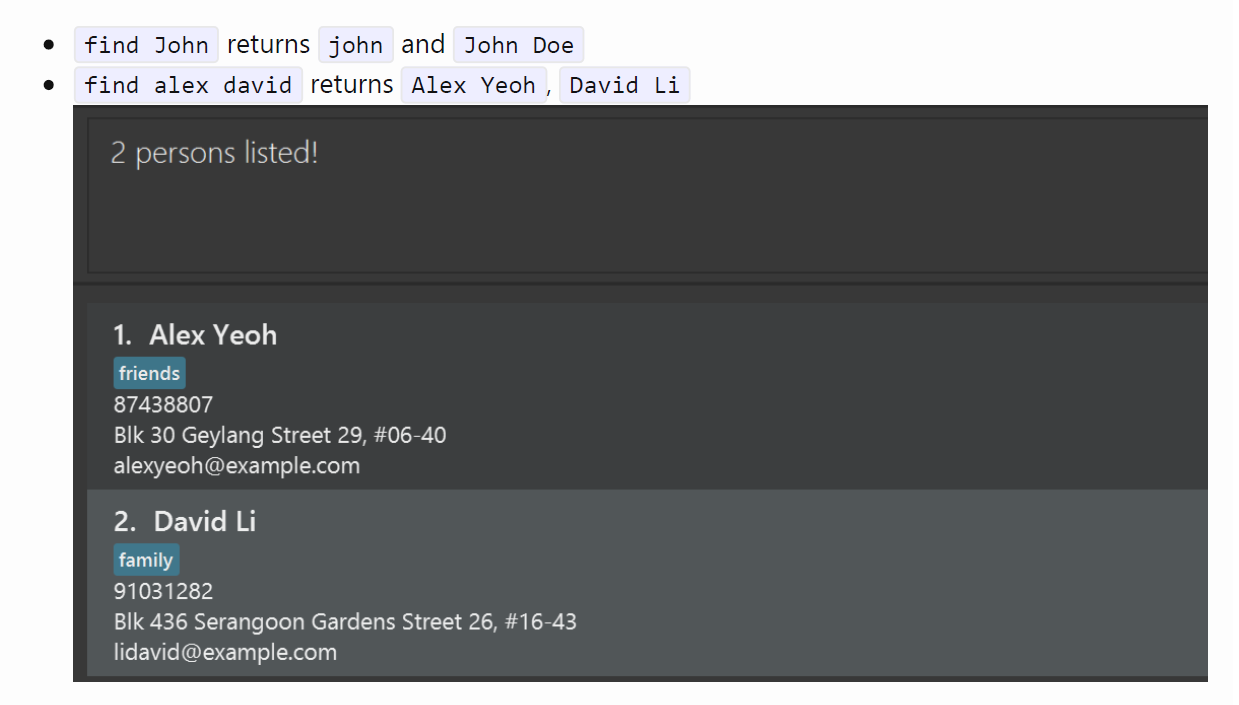 find John returns john and John Doe
find alex david returns Alex Yeoh, David Li
2 persons listed!
1. Alex Yeoh
friends
87438807
Blk 30 Geylang Street 29, #06-40
alexyeoh@example.com
2. David Li
family
91031282
Blk 436 Serangoon Gardens Street 26, #16-43
lidavid@example.com